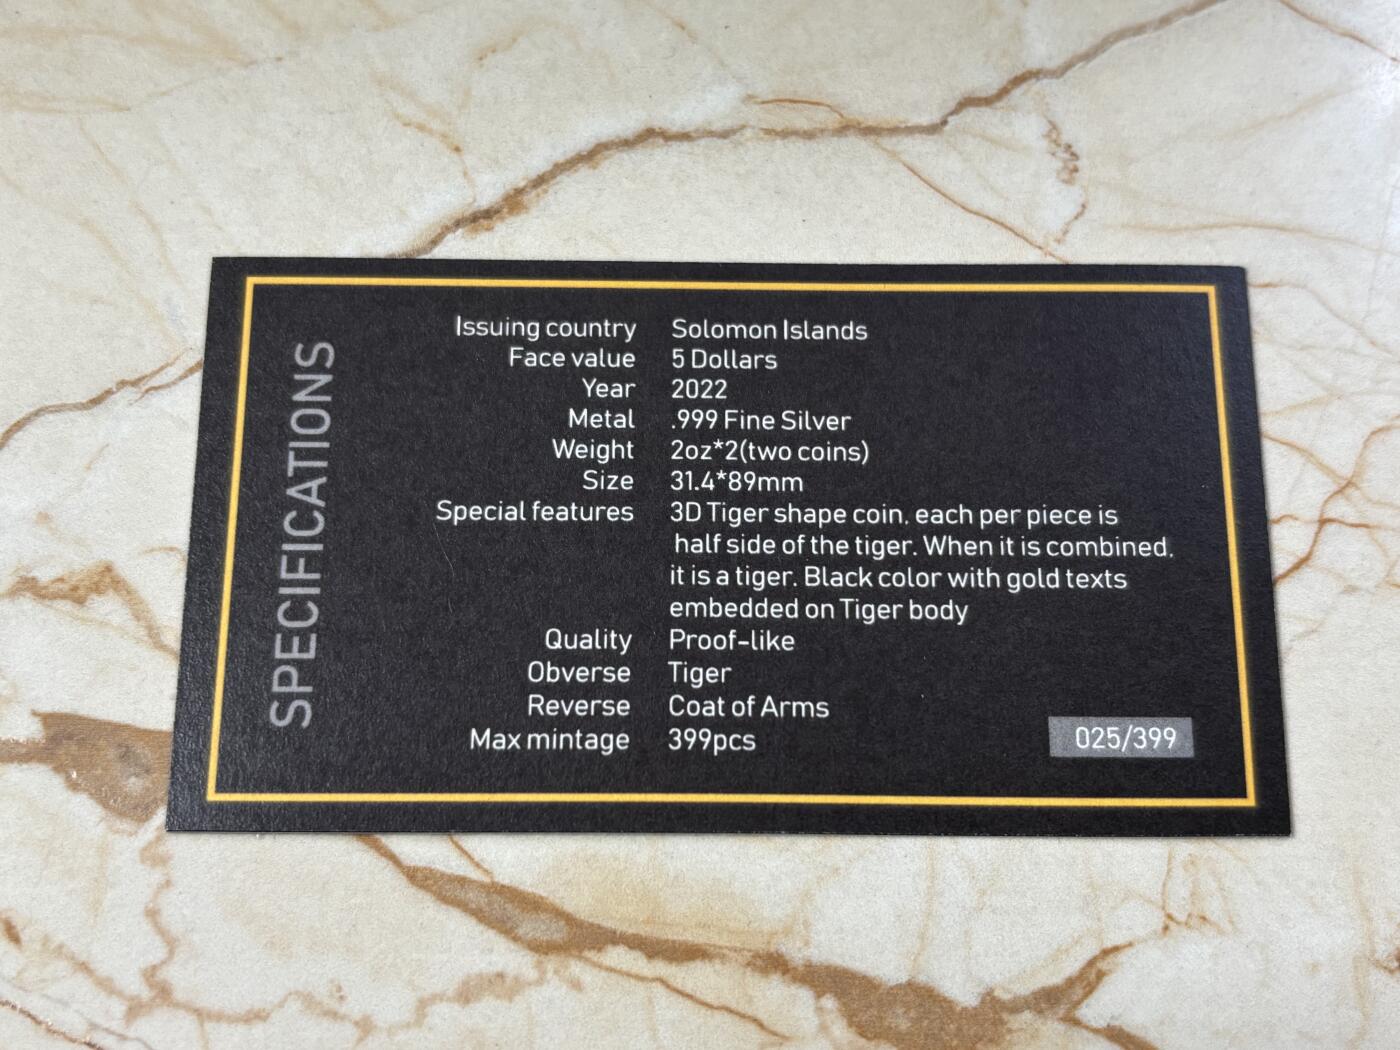 SPECIFICATIONS
Issuing country Solomon Islands
Face value 5 Dollars
Year 2022
Metal .999 Fine Silver
Weight 2oz*2(two coins)
Size 31.4*89mm
Special features 3D Tiger shape coin, each per piece is
half side of the tiger. When it is combined,
it is a tiger. Black color with gold texts
embedded on Tiger body
Quality Proof-like
Obverse Tiger
Reverse Coat of Arms
Max mintage 399pcs
025/399